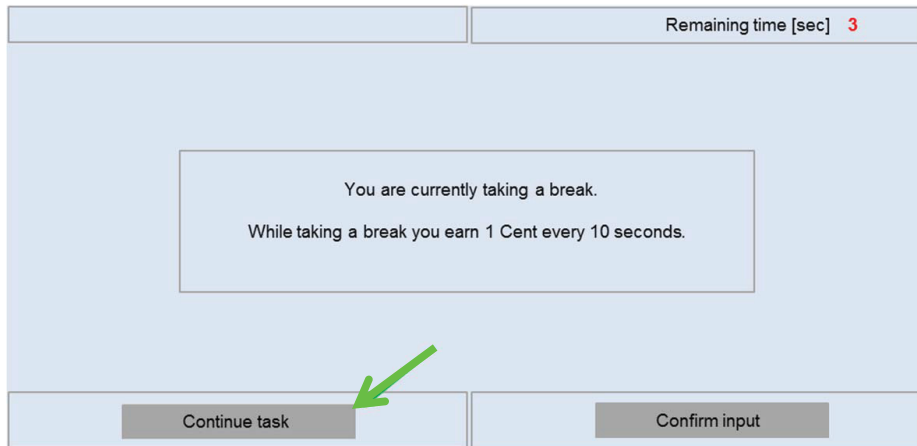 Remaining time [sec] 3
You are currently taking a break.
While taking a break you earn 1 Cent every 10 seconds.
Continue task
Confirm input